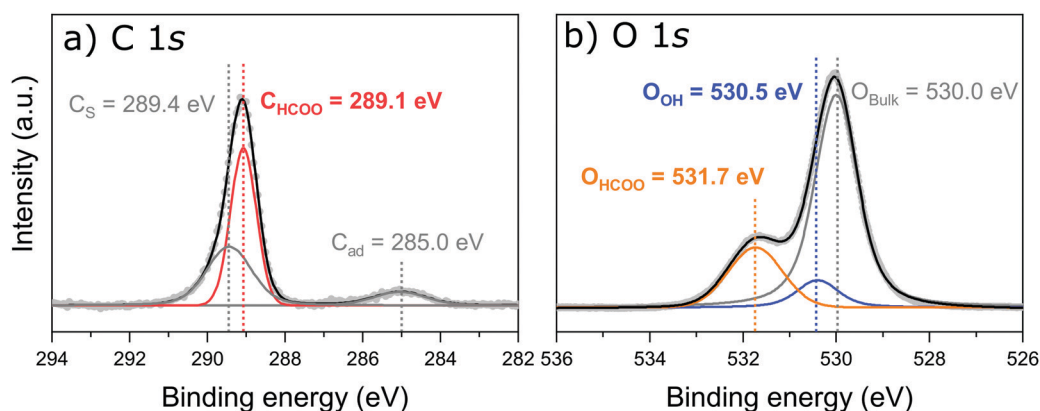 a) C 1s
C_S = 289.4 eV
C_HCOO = 289.1 eV
C_ad = 285.0 eV
Intensity (a.u.)
294 292 290 288 286 284 282
Binding energy (eV)
b) O 1s
O_OH = 530.5 eV
O_Bulk = 530.0 eV
O_HCOO = 531.7 eV
536 534 532 530 528 526
Binding energy (eV)